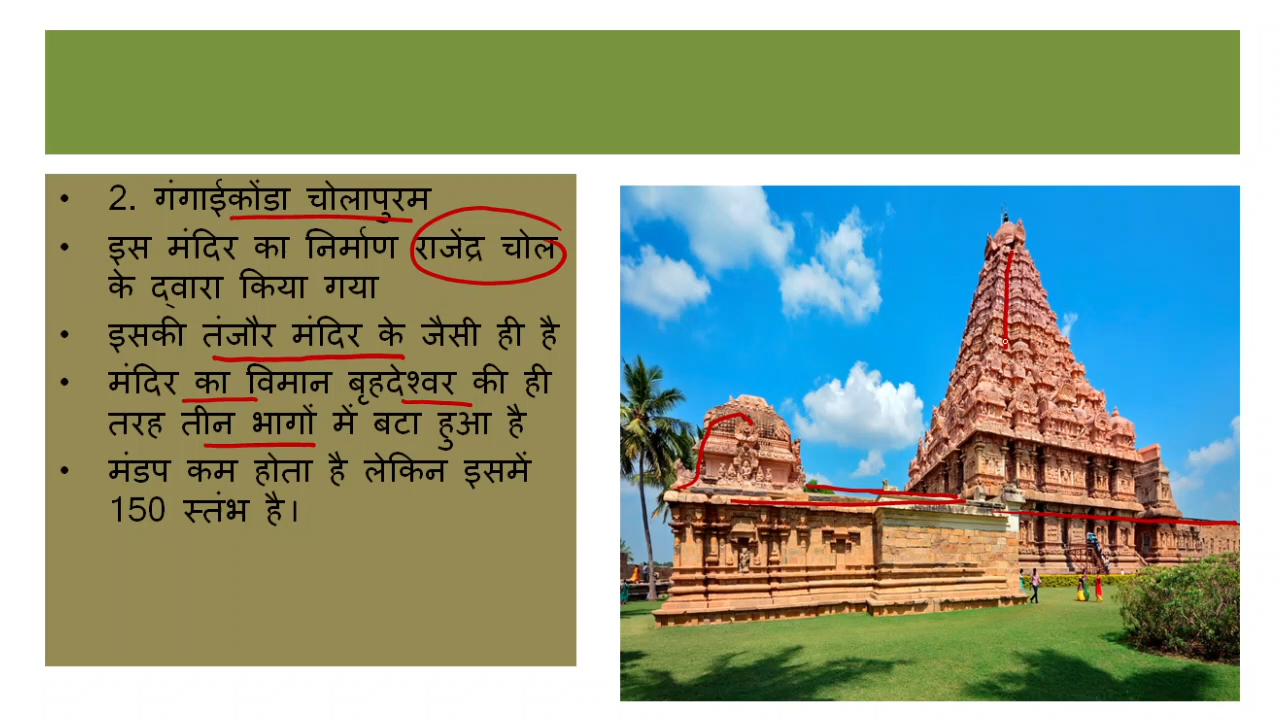 • 2. गंगाईकोंडा चोलापुरम
• इस मंदिर का निर्माण राजेंद्र चोल
के द्वारा किया गया
• इसकी तंजौर मंदिर के जैसी ही है
• मंदिर का विमान बृहदेश्वर की ही
तरह तीन भागों में बटा हुआ है
• मंडप कम होता है लेकिन इसमें
150 स्तंभ है।